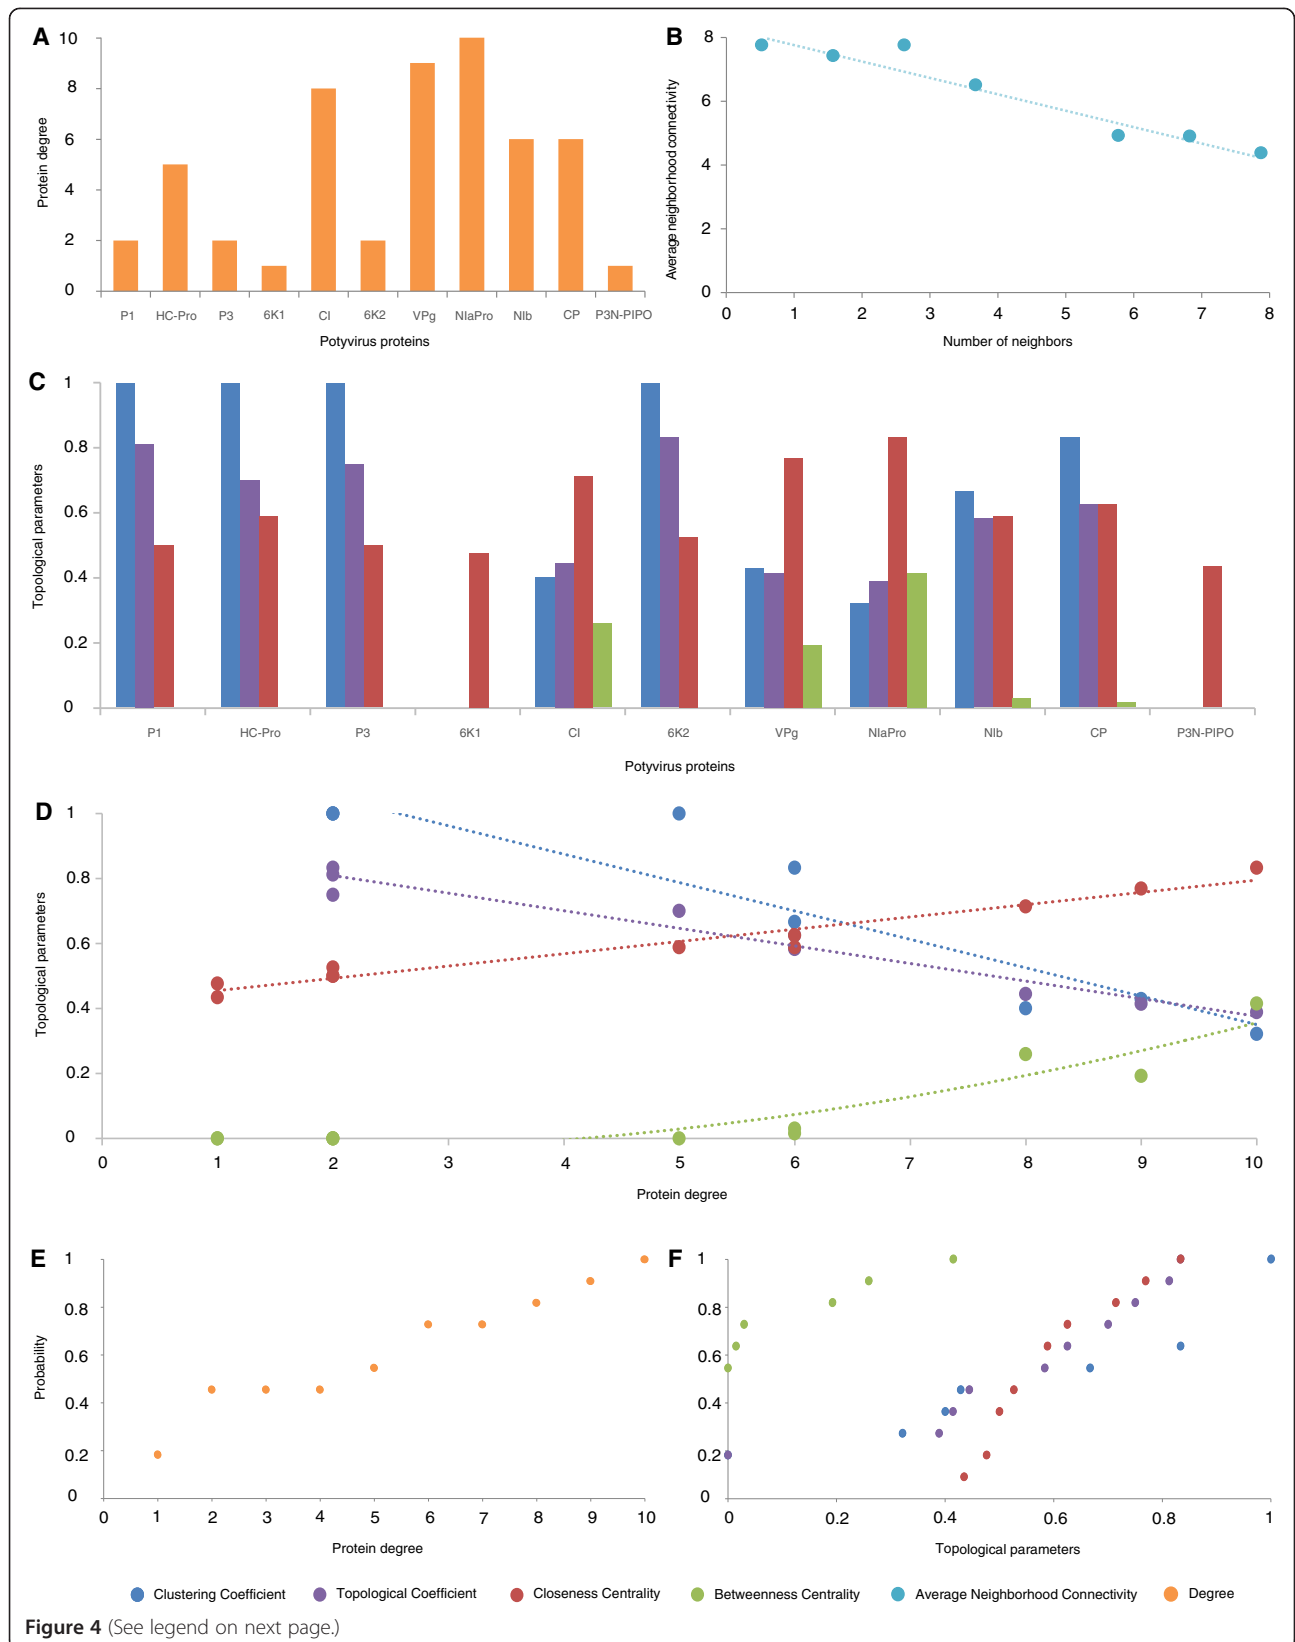 A
Protein degree
10
8
6
4
2
0
P1 HC-Pro P3 6K1 CI 6K2 VPg NIaPro NIb CP P3N-PIPO
Potyvirus proteins
B
Average neighborhood connectivity
8
6
4
2
0
0 1 2 3 4 5 6 7 8
Number of neighbors
C
Topological parameters
1
0.8
0.6
0.4
0.2
0
P1 HC-Pro P3 6K1 CI 6K2 VPg NIaPro NIb CP P3N-PIPO
Potyvirus proteins
D
Topological parameters
1
0.8
0.6
0.4
0.2
0
0 1 2 3 4 5 6 7 8 9 10
Protein degree
E
Probability
1
0.8
0.6
0.4
0.2
0
0 1 2 3 4 5 6 7 8 9 10
Protein degree
F
1
0.8
0.6
0.4
0.2
0
0 0.2 0.4 0.6 0.8 1
Topological parameters
Clustering Coefficient Topological Coefficient Closeness Centrality Betweenness Centrality Average Neighborhood Connectivity Degree
Figure 4 (See legend on next page.)